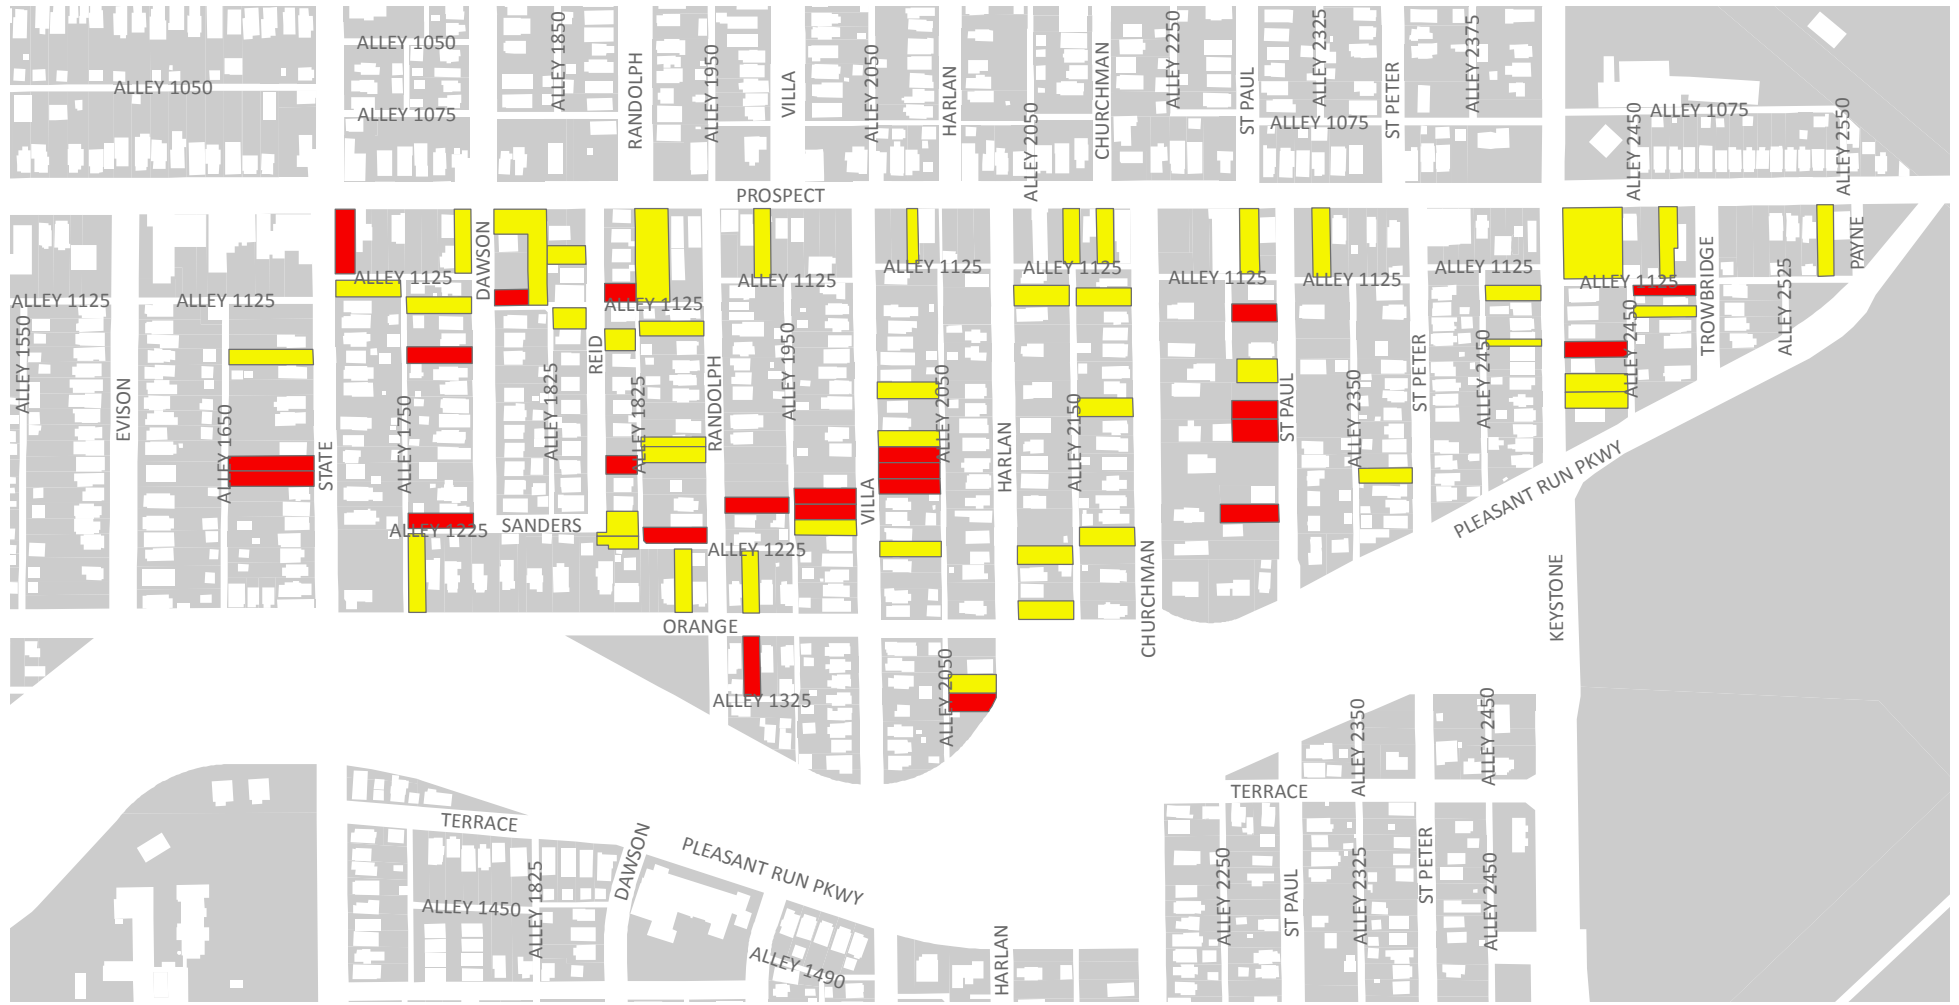 ALLEY 1050
ALLEY 1050
ALLEY 1075
ALLEY 1850
RANDOLPH
ALLEY 1950
VILLA
ALLEY 2050
HARLAN
ALLEY 2050
CHURCHMAN
ALLEY 2250
ST PAUL
ALLEY 2325
ALLEY 1075
ST PETER
ALLEY 2375
ALLEY 2450
ALLEY 1075
ALLEY 2550
PROSPECT
ALLEY 1125
ALLEY 1125
ALLEY 1125
DAWSON
ALLEY 1125
ALLEY 1125
ALLEY 1125
ALLEY 1125
ALLEY 1125
ALLEY 1125
ALLEY 1125
ALLEY 1125
TROWBRIDGE
ALLEY 2525
PAYNE
ALLEY 1550
EVISON
ALLEY 1650
STATE
ALLEY 1750
ALLEY 1825
REID
ALLEY 1825
RANDOLPH
ALLEY 1950
VILLA
ALLEY 2050
HARLAN
ALLEY 2150
CHURCHMAN
ST PAUL
ALLEY 2350
ST PETER
ALLEY 2450
ALLEY 2450
ALLEY 1225
SANDERS
ALLEY 1225
PLEASANT RUN PKWY
KEYSTONE
ORANGE
ALLEY 1325
ALLEY 2050
ALLEY 2350
ALLEY 2450
TERRACE
TERRACE
DAWSON
PLEASANT RUN PKWY
ALLEY 1450
ALLEY 1825
ALLEY 1490
HARLAN
ALLEY 2250
ST PAUL
ALLEY 2325
ST PETER
ALLEY 2450